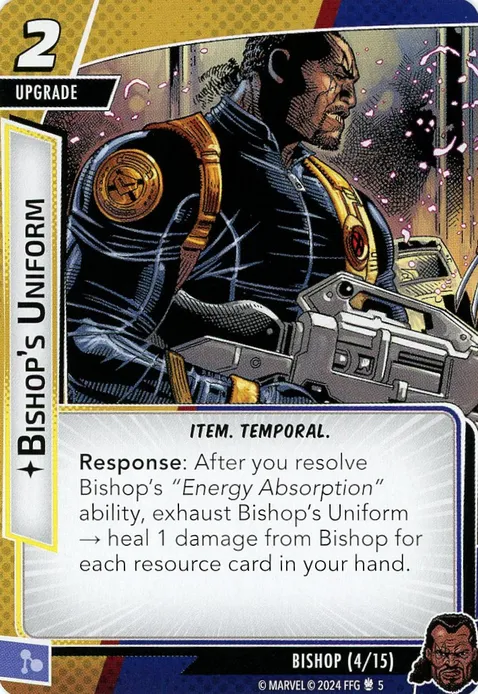 2
UPGRADE
BISHOP'S UNIFORM
ITEM. TEMPORAL.
Response: After you resolve
Bishop's "Energy Absorption"
ability, exhaust Bishop's Uniform
→ heal 1 damage from Bishop for
each resource card in your hand.
BISHOP (4/15)
© MARVEL © 2024 FFG 5